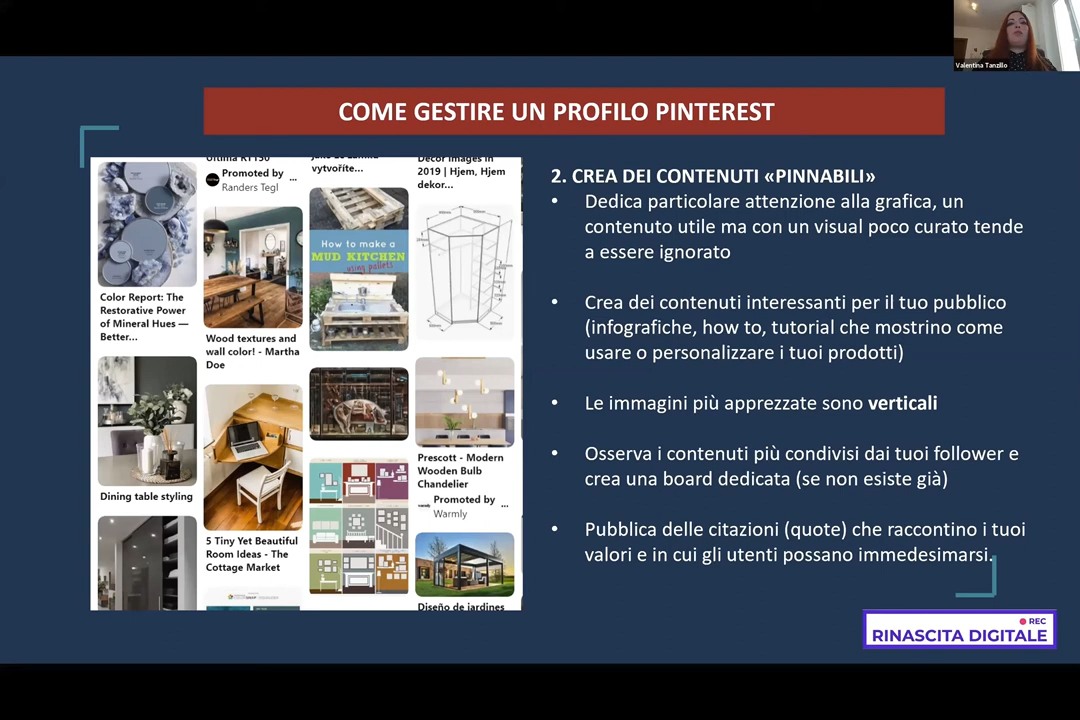 Valentina Tanzillo
COME GESTIRE UN PROFILO PINTEREST
Ultima RT150
Promoted by
Randers Tegl
...
vytvoříte...
Decor Images in
2019 | Hjem, Hjem
dekor...
How to make a
MUD KITCHEN
using pallets
Color Report: The
Restorative Power
of Mineral Hues —
Better...
Wood textures and
wall color! - Martha
Doe
Dining table styling
5 Tiny Yet Beautiful
Room Ideas - The
Cottage Market
Prescott - Modern
Wooden Bulb
Chandelier
Promoted by
Warmly
...
Diseño de jardines
2. CREA DEI CONTENUTI «PINNABILI»
• Dedica particolare attenzione alla grafica, un
contenuto utile ma con un visual poco curato tende
a essere ignorato
• Crea dei contenuti interessanti per il tuo pubblico
(infografiche, how to, tutorial che mostrino come
usare o personalizzare i tuoi prodotti)
• Le immagini più apprezzate sono verticali
• Osserva i contenuti più condivisi dai tuoi follower e
crea una board dedicata (se non esiste già)
• Pubblica delle citazioni (quote) che raccontino i tuoi
valori e in cui gli utenti possano immedesimarsi.
REC
RINASCITA DIGITALE